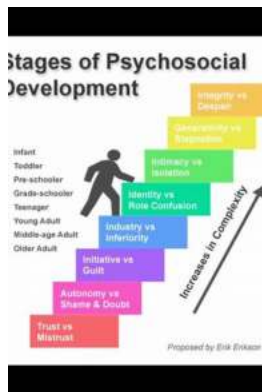 Stages of Psychosocial
Development
Integrity vs
Despair
Generativity vs
Stagnation
Infant
Toddler
Pre-schooler
Grade-schooler
Teenager
Young Adult
Middle-age Adult
Older Adult
Intimacy vs
Isolation
Identity vs
Role Confusion
Industry vs
Inferiority
Initiative vs
Guilt
Autonomy vs
Shame & Doubt
Trust vs
Mistrust
Increases in Complexity
Proposed by Erik Erikson